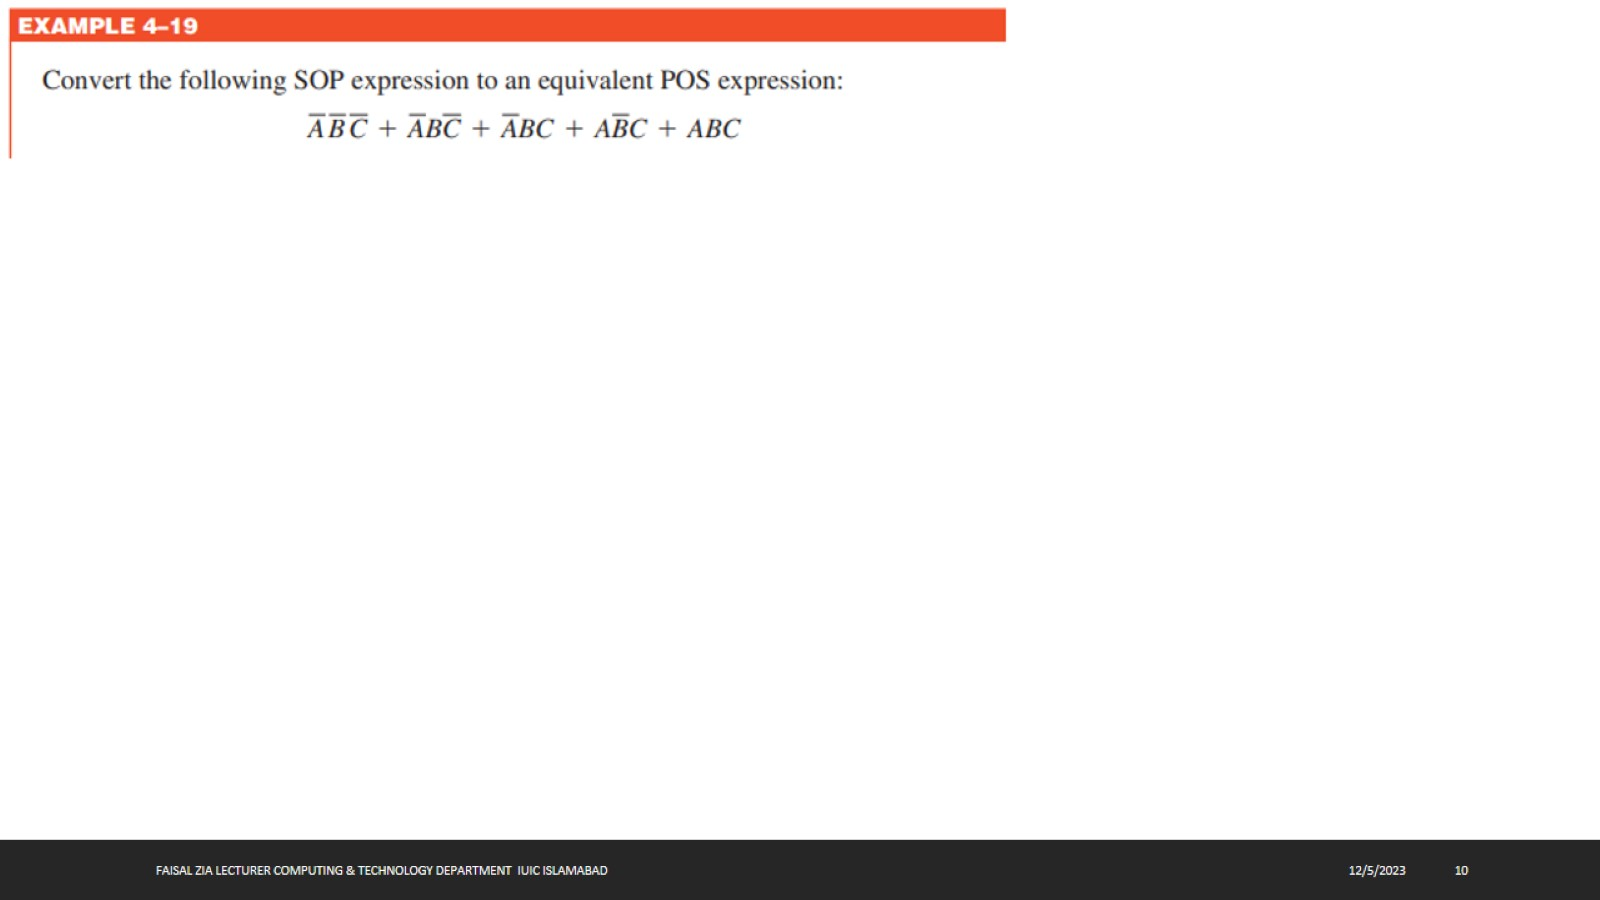 EXAMPLE 4–19
Convert the following SOP expression to an equivalent POS expression:
A̅B̅C̅ + A̅BC̅ + A̅BC + AB̅C + ABC
FAISAL ZIA LECTURER COMPUTING & TECHNOLOGY DEPARTMENT IUIC ISLAMABAD
12/5/2023
10